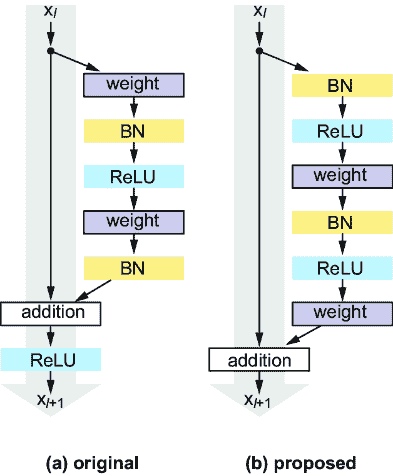 x_l
weight
BN
ReLU
weight
BN
addition
ReLU
x_l+1
(a) original
x_l
BN
ReLU
weight
BN
ReLU
weight
addition
x_l+1
(b) proposed